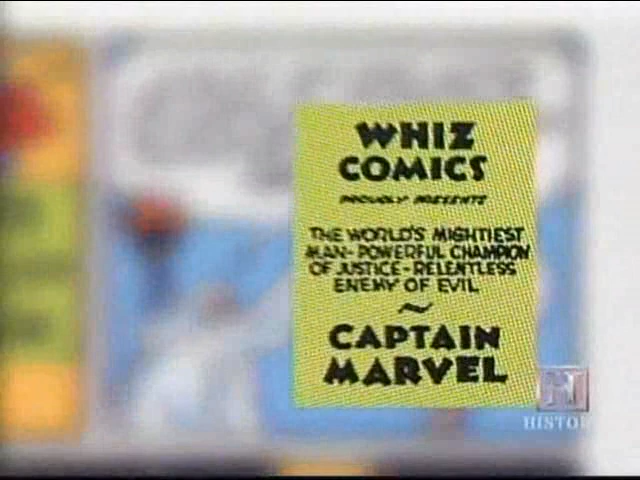 WHIZ
COMICS
PROUDLY PRESENTS
THE WORLD'S MIGHTIEST
MAN-POWERFUL CHAMPION
OF JUSTICE-RELENTLESS
ENEMY OF EVIL
~
CAPTAIN
MARVEL
H
HISTO